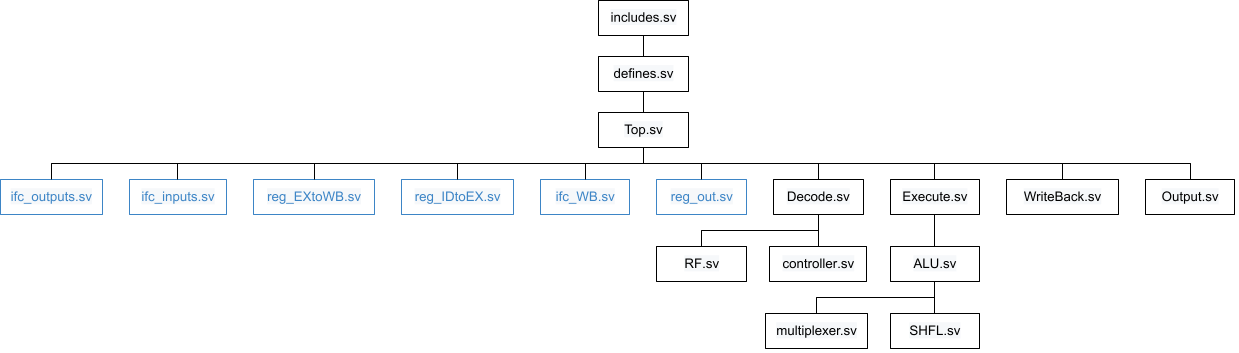 includes.sv
defines.sv
Top.sv
ifc_outputs.sv
ifc_inputs.sv
reg_EXtoWB.sv
reg_IDtoEX.sv
ifc_WB.sv
reg_out.sv
Decode.sv
Execute.sv
WriteBack.sv
Output.sv
RF.sv
controller.sv
ALU.sv
multiplexer.sv
SHFL.sv